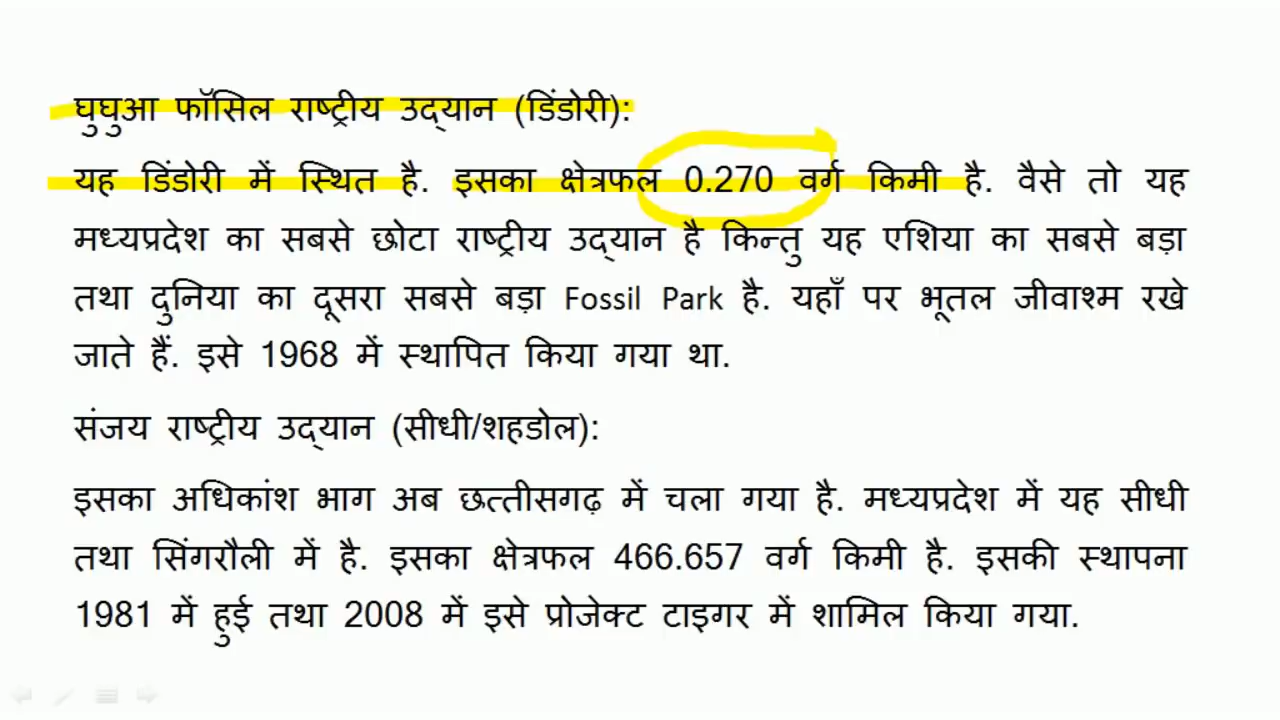 घुघुआ फॉसिल राष्ट्रीय उद्यान (डिंडोरी):
यह डिंडोरी में स्थित है. इसका क्षेत्रफल 0.270 वर्ग किमी है. वैसे तो यह
मध्यप्रदेश का सबसे छोटा राष्ट्रीय उद्यान है किन्तु यह एशिया का सबसे बड़ा
तथा दुनिया का दूसरा सबसे बड़ा Fossil Park है. यहाँ पर भूतल जीवाश्म रखे
जाते हैं. इसे 1968 में स्थापित किया गया था.
संजय राष्ट्रीय उद्यान (सीधी/शहडोल):
इसका अधिकांश भाग अब छत्तीसगढ़ में चला गया है. मध्यप्रदेश में यह सीधी
तथा सिंगरौली में है. इसका क्षेत्रफल 466.657 वर्ग किमी है. इसकी स्थापना
1981 में हुई तथा 2008 में इसे प्रोजेक्ट टाइगर में शामिल किया गया.